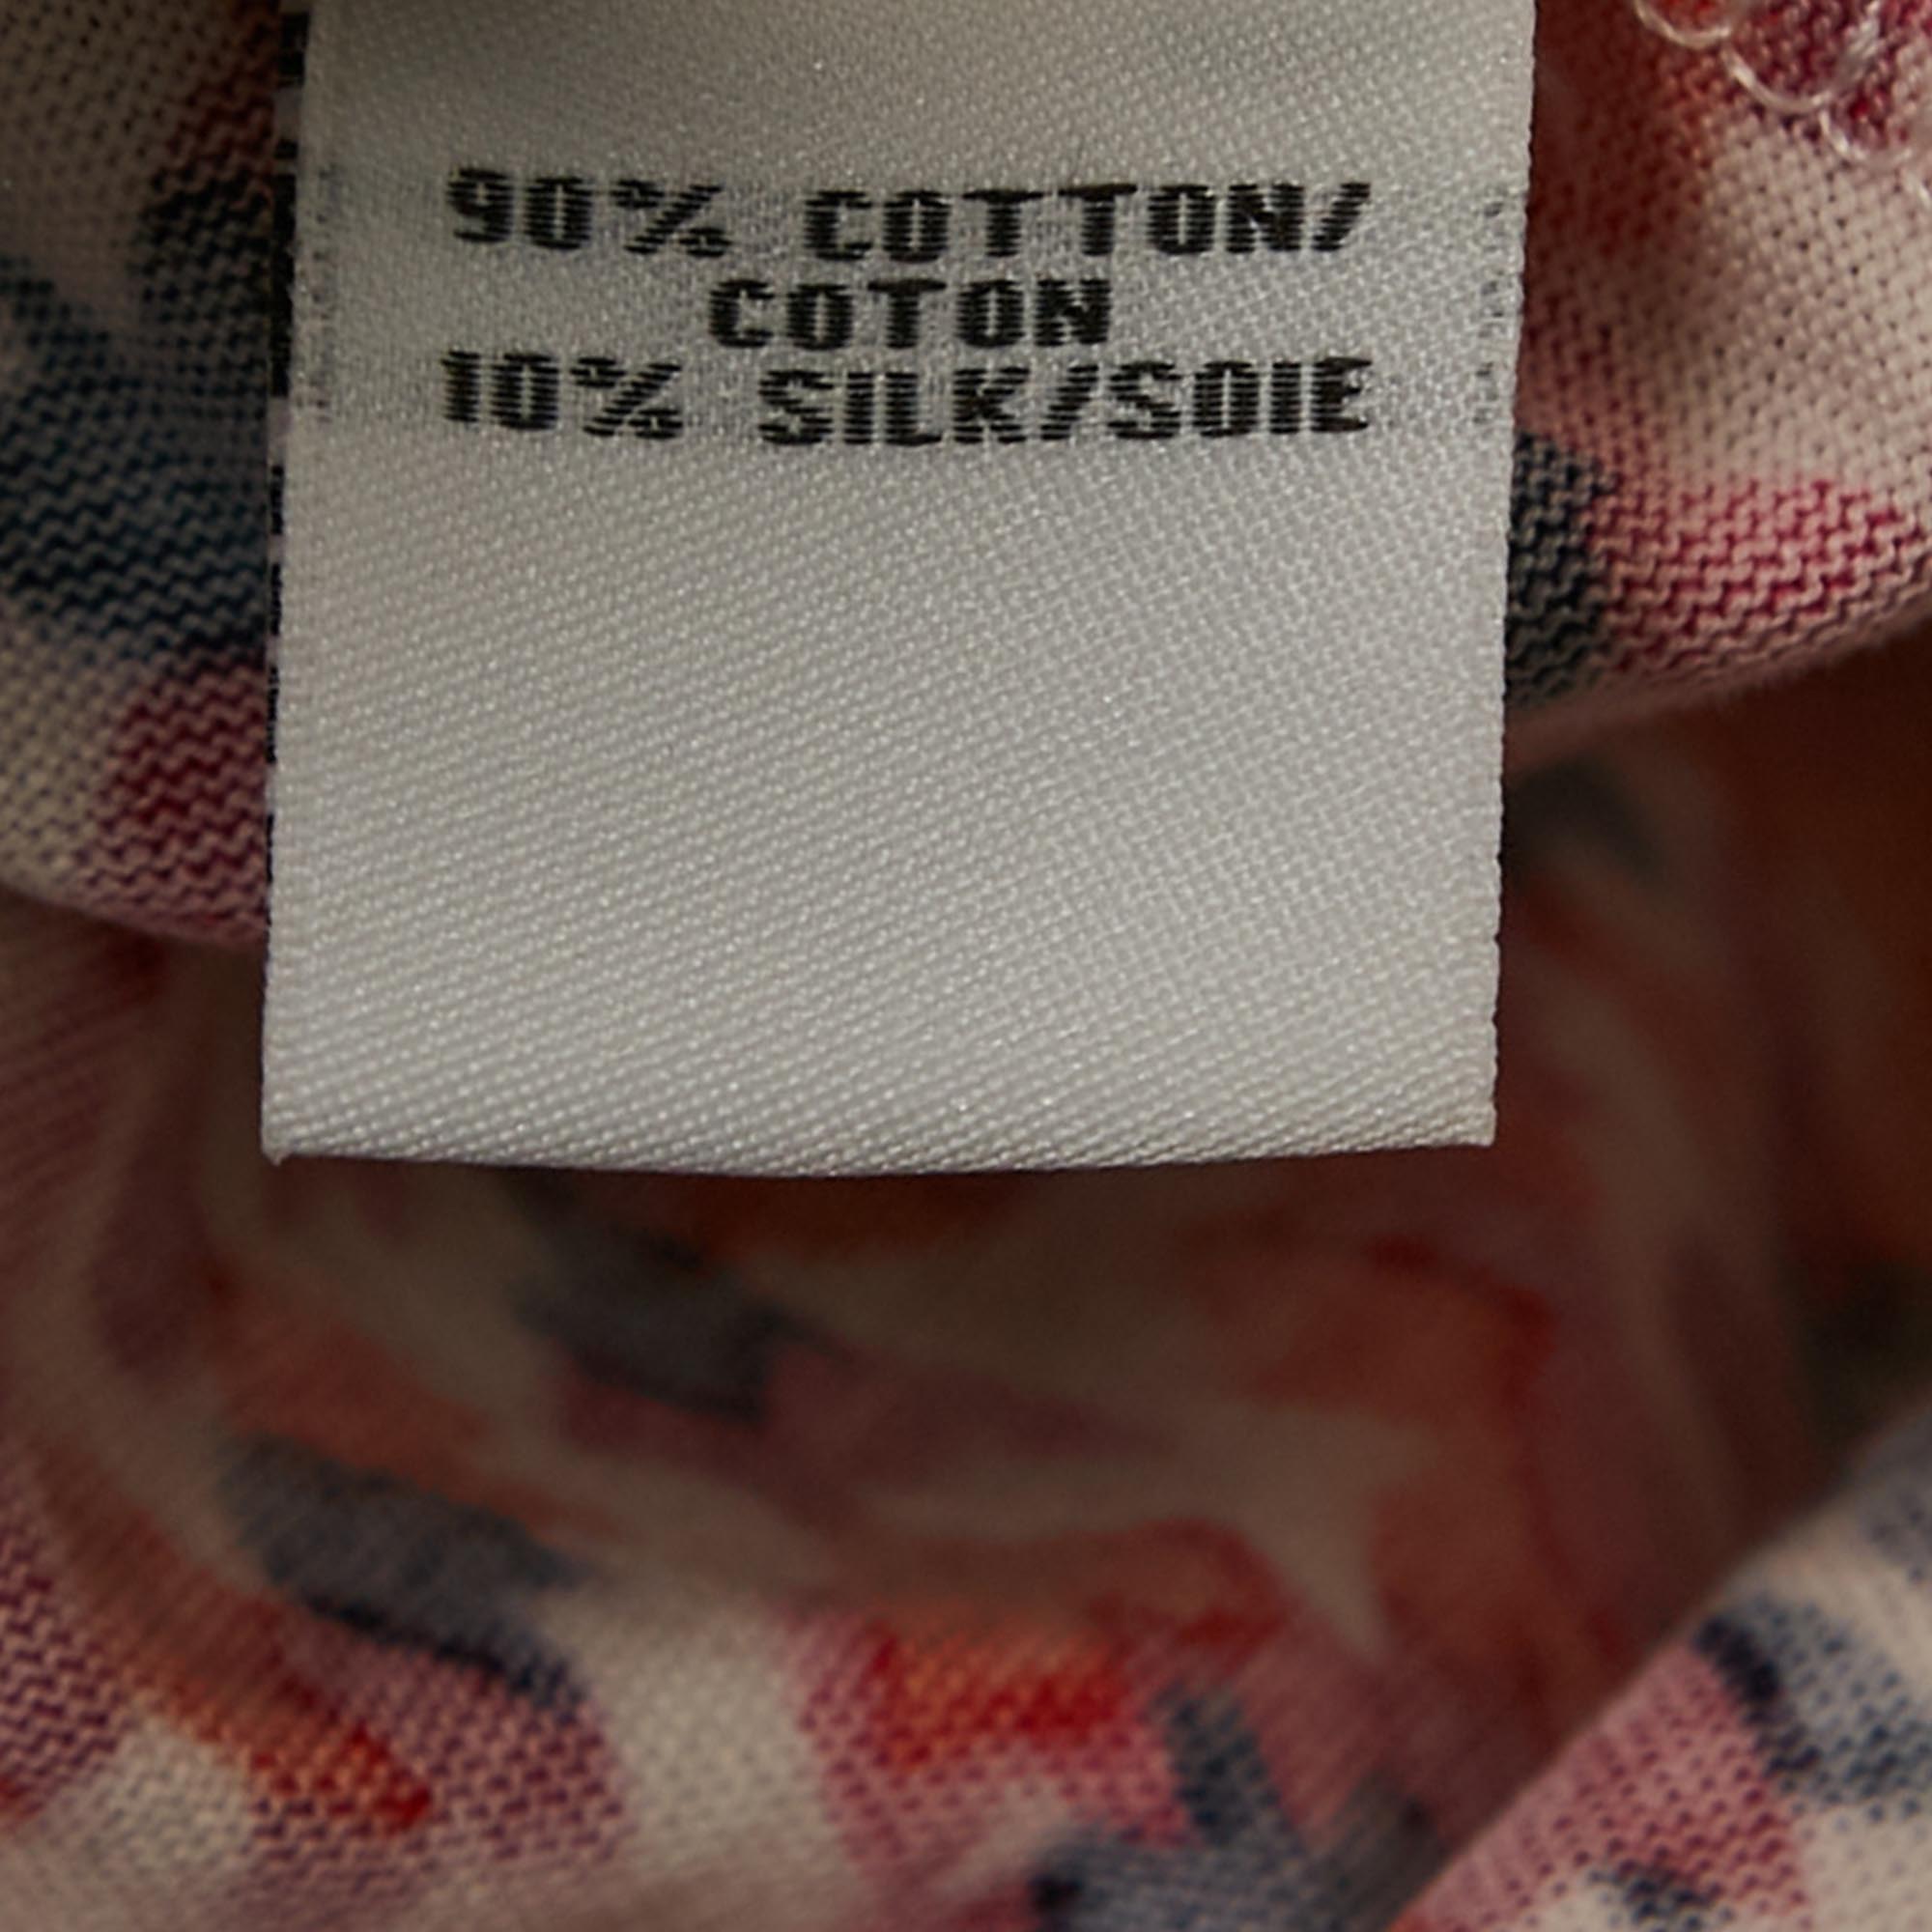 90% COTTON/
COTON
10% SILK/SOIE